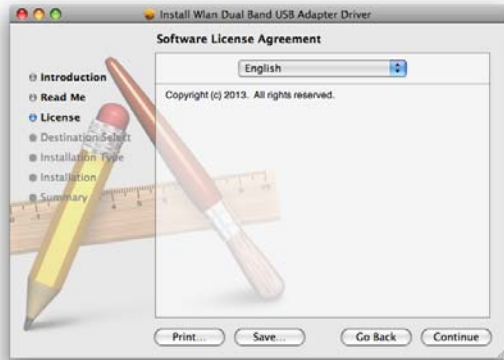 Install Wlan Dual Band USB Adapter Driver
Software License Agreement
Introduction
Read Me
License
Destination Select
Installation Type
Installation
Summary
English
Copyright (c) 2013. All rights reserved.
Print...
Save...
Go Back
Continue